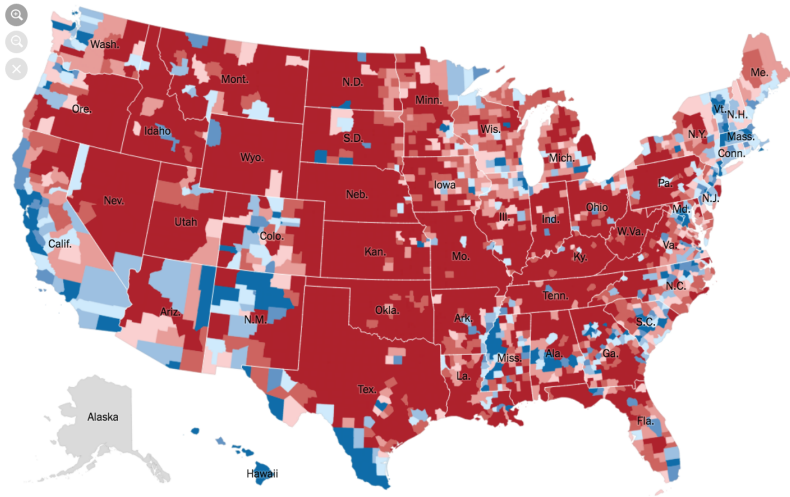 Wash.
Mont.
N.D.
Minn.
Me.
Ore.
Idaho
S.D.
Wis.
Mich.
N.Y.
Vt.
N.H.
Mass.
Conn.
Wyo.
Iowa
Neb.
Nev.
Utah
Colo.
Ill.
Ind.
Ohio
Pa.
N.J.
Md.
W.Va.
Va.
Calif.
Kan.
Mo.
Ky.
Tenn.
N.C.
Ariz.
N.M.
Okla.
Ark.
S.C.
Miss.
Ala.
Ga.
La.
Tex.
Fla.
Alaska
Hawaii